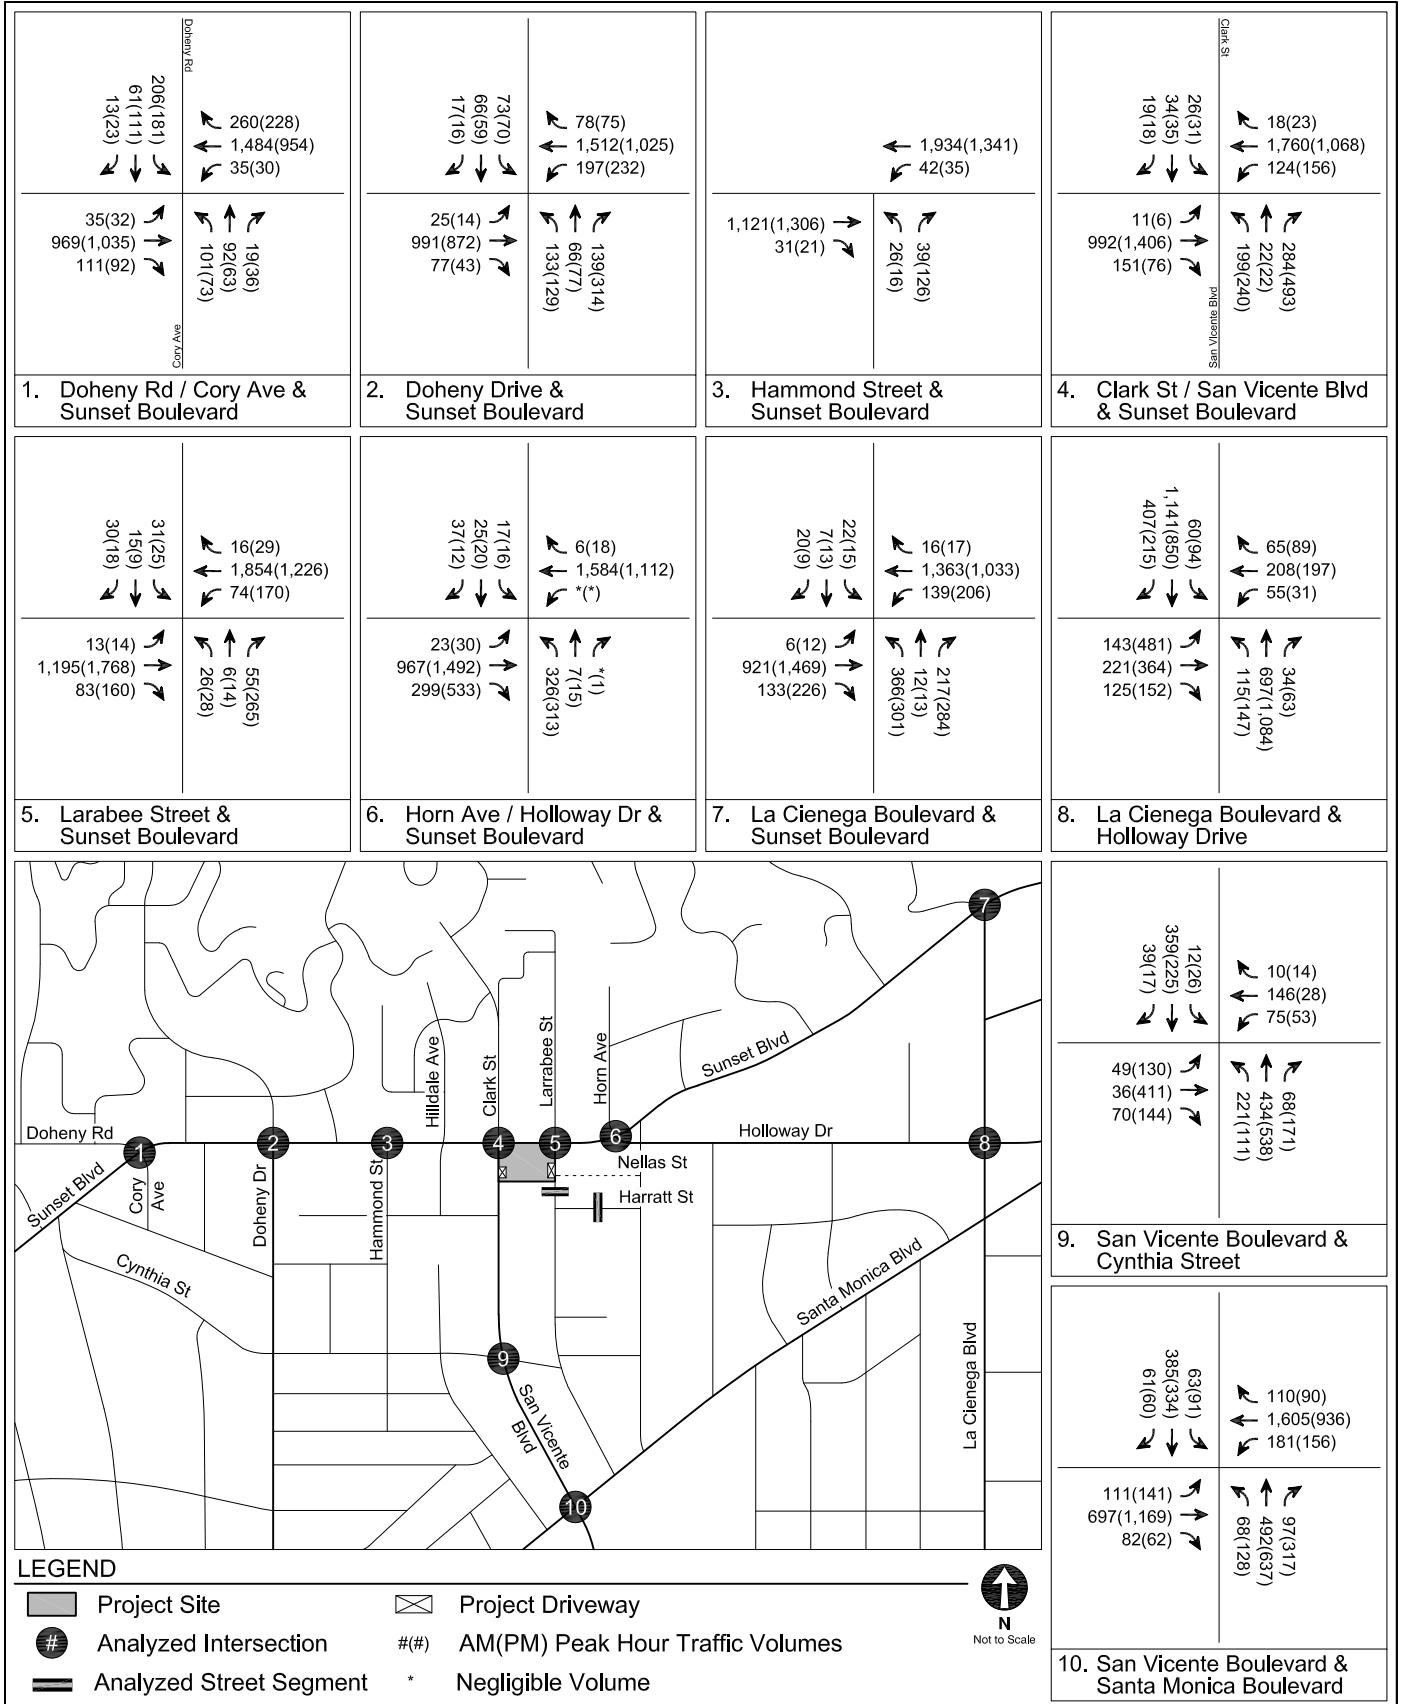 Doheny Rd
206(181)
61(111)
13(23)
260(228)
1,484(954)
35(30)
35(32)
969(1,035)
111(92)
101(73)
92(63)
19(36)
Cory Ave
1. Doheny Rd / Cory Ave &
Sunset Boulevard
73(70)
66(59)
17(16)
78(75)
1,512(1,025)
197(232)
25(14)
991(872)
77(43)
133(129)
66(77)
139(314)
2. Doheny Drive &
Sunset Boulevard
1,934(1,341)
42(35)
1,121(1,306)
31(21)
26(16)
39(126)
3. Hammond Street &
Sunset Boulevard
Clark St
26(31)
34(35)
19(18)
18(23)
1,760(1,068)
124(156)
11(6)
992(1,406)
151(76)
199(240)
22(22)
284(493)
San Vicente Blvd
4. Clark St / San Vicente Blvd
& Sunset Boulevard
31(25)
15(9)
30(18)
16(29)
1,854(1,226)
74(170)
13(14)
1,195(1,768)
83(160)
26(28)
6(14)
55(265)
5. Larabee Street &
Sunset Boulevard
17(16)
25(20)
37(12)
6(18)
1,584(1,112)
*(*)
23(30)
967(1,492)
299(533)
326(313)
7(15)
*(1)
6. Horn Ave / Holloway Dr &
Sunset Boulevard
22(15)
7(13)
20(9)
16(17)
1,363(1,033)
139(206)
6(12)
921(1,469)
133(226)
366(301)
12(13)
217(284)
7. La Cienega Boulevard &
Sunset Boulevard
60(94)
1,141(850)
407(215)
65(89)
208(197)
55(31)
143(481)
221(364)
125(152)
115(147)
697(1,084)
34(63)
8. La Cienega Boulevard &
Holloway Drive
12(26)
359(225)
39(17)
10(14)
146(28)
75(53)
49(130)
36(411)
70(144)
221(111)
434(538)
68(171)
9. San Vicente Boulevard &
Cynthia Street
63(91)
385(334)
61(60)
110(90)
1,605(936)
181(156)
111(141)
697(1,169)
82(62)
68(128)
492(637)
97(317)
10. San Vicente Boulevard &
Santa Monica Boulevard
7
Sunset Blvd
Hilldale Ave
Clark St
Larrabee St
Horn Ave
Doheny Rd
1
2
3
4
5
6
Holloway Dr
8
Nellas St
Harratt St
Sunset Blvd
Cory
Ave
Doheny Dr
Hammond St
Cynthia St
Santa Monica Blvd
La Cienega Blvd
9
San Vicente
Blvd
10
LEGEND
Project Site
Project Driveway
# Analyzed Intersection
#(#) AM(PM) Peak Hour Traffic Volumes
Analyzed Street Segment
* Negligible Volume
N
Not to Scale